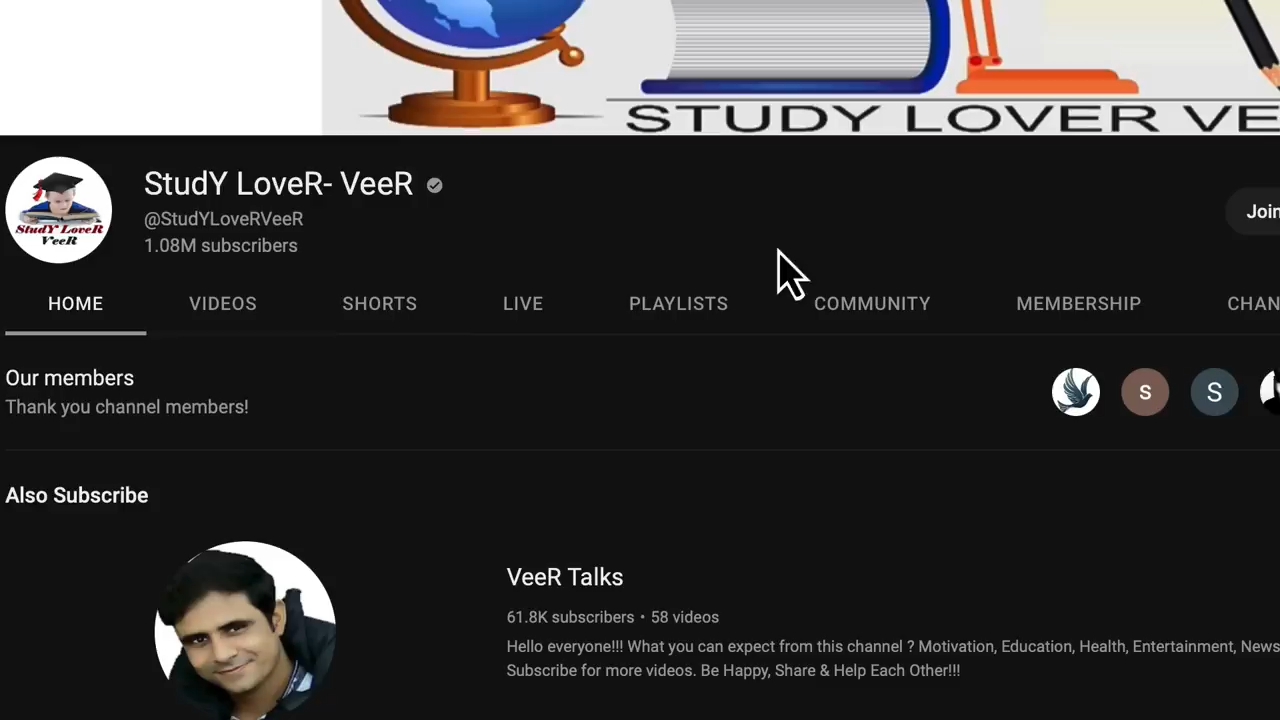 STUDY LOVER VE
StudY LoveR
VeeR
StudY LoveR- VeeR
@StudYLoveRVeeR
1.08M subscribers
Join
HOME VIDEOS SHORTS LIVE PLAYLISTS COMMUNITY MEMBERSHIP CHAN
Our members
Thank you channel members!
s S
Also Subscribe
VeeR Talks
61.8K subscribers • 58 videos
Hello everyone!!! What you can expect from this channel ? Motivation, Education, Health, Entertainment, News
Subscribe for more videos. Be Happy, Share & Help Each Other!!!